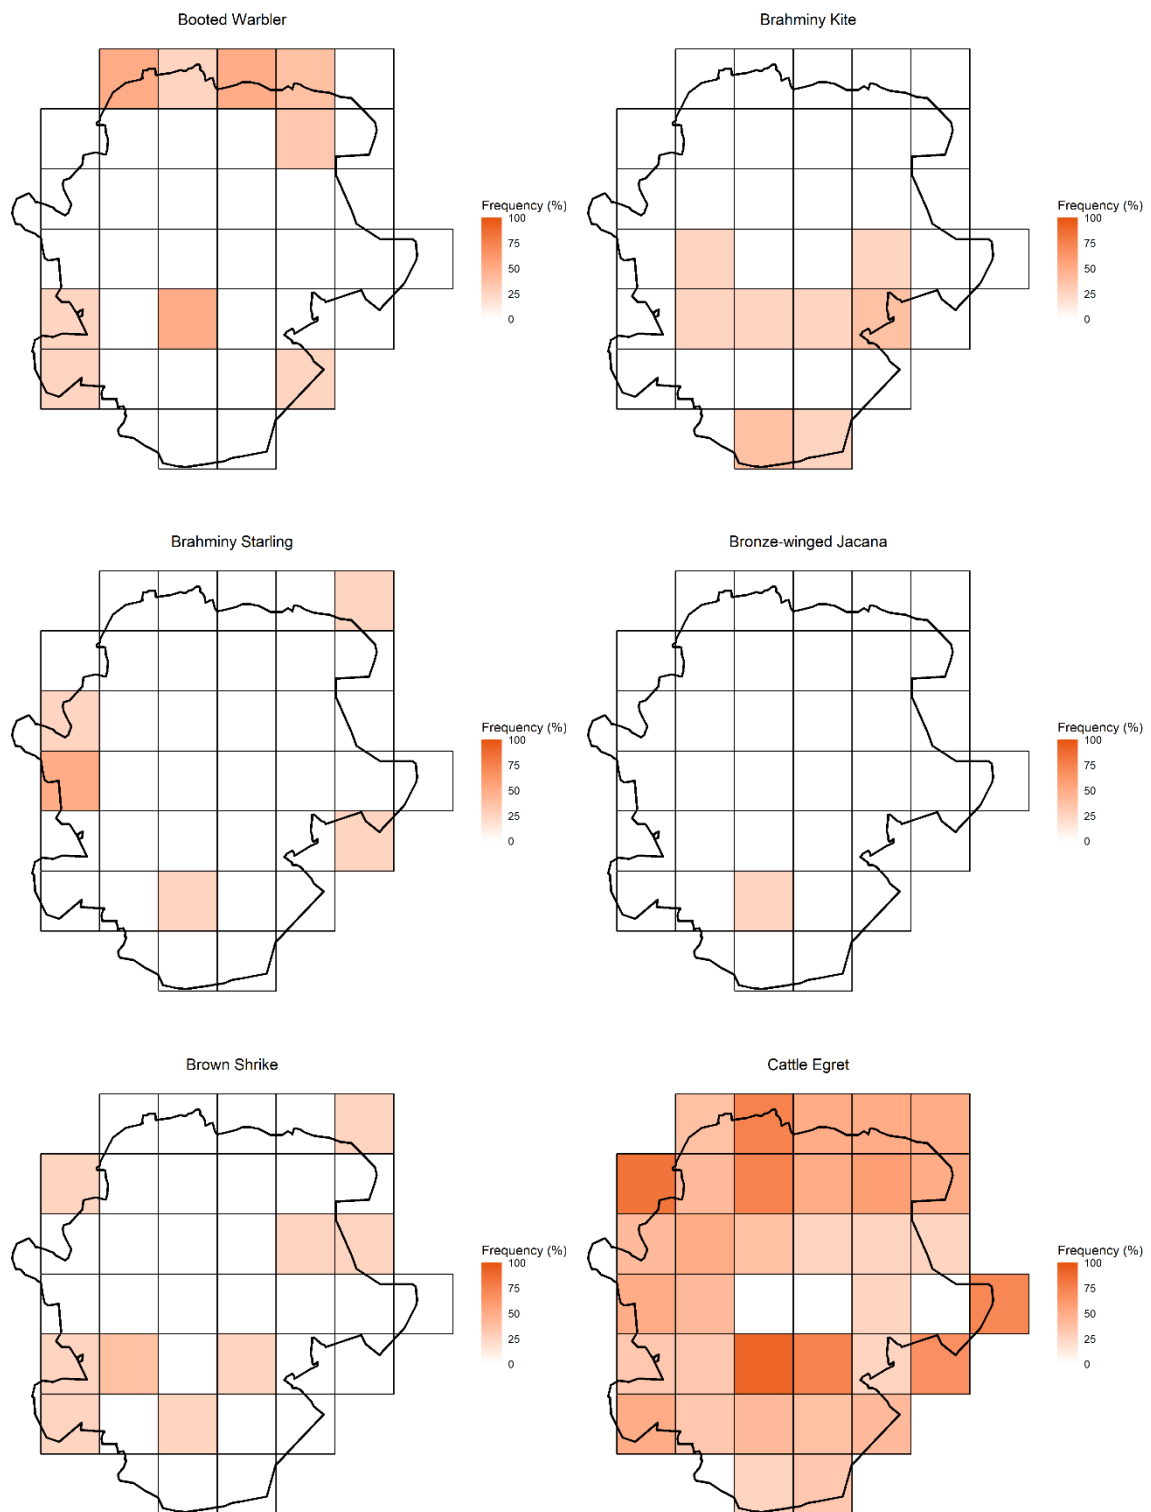 Booted Warbler
Brahminy Kite
Frequency (%)
100
75
50
25
0
Frequency (%)
100
75
50
25
0
Brahminy Starling
Bronze-winged Jacana
Frequency (%)
100
75
50
25
0
Frequency (%)
100
75
50
25
0
Brown Shrike
Cattle Egret
Frequency (%)
100
75
50
25
0
Frequency (%)
100
75
50
25
0